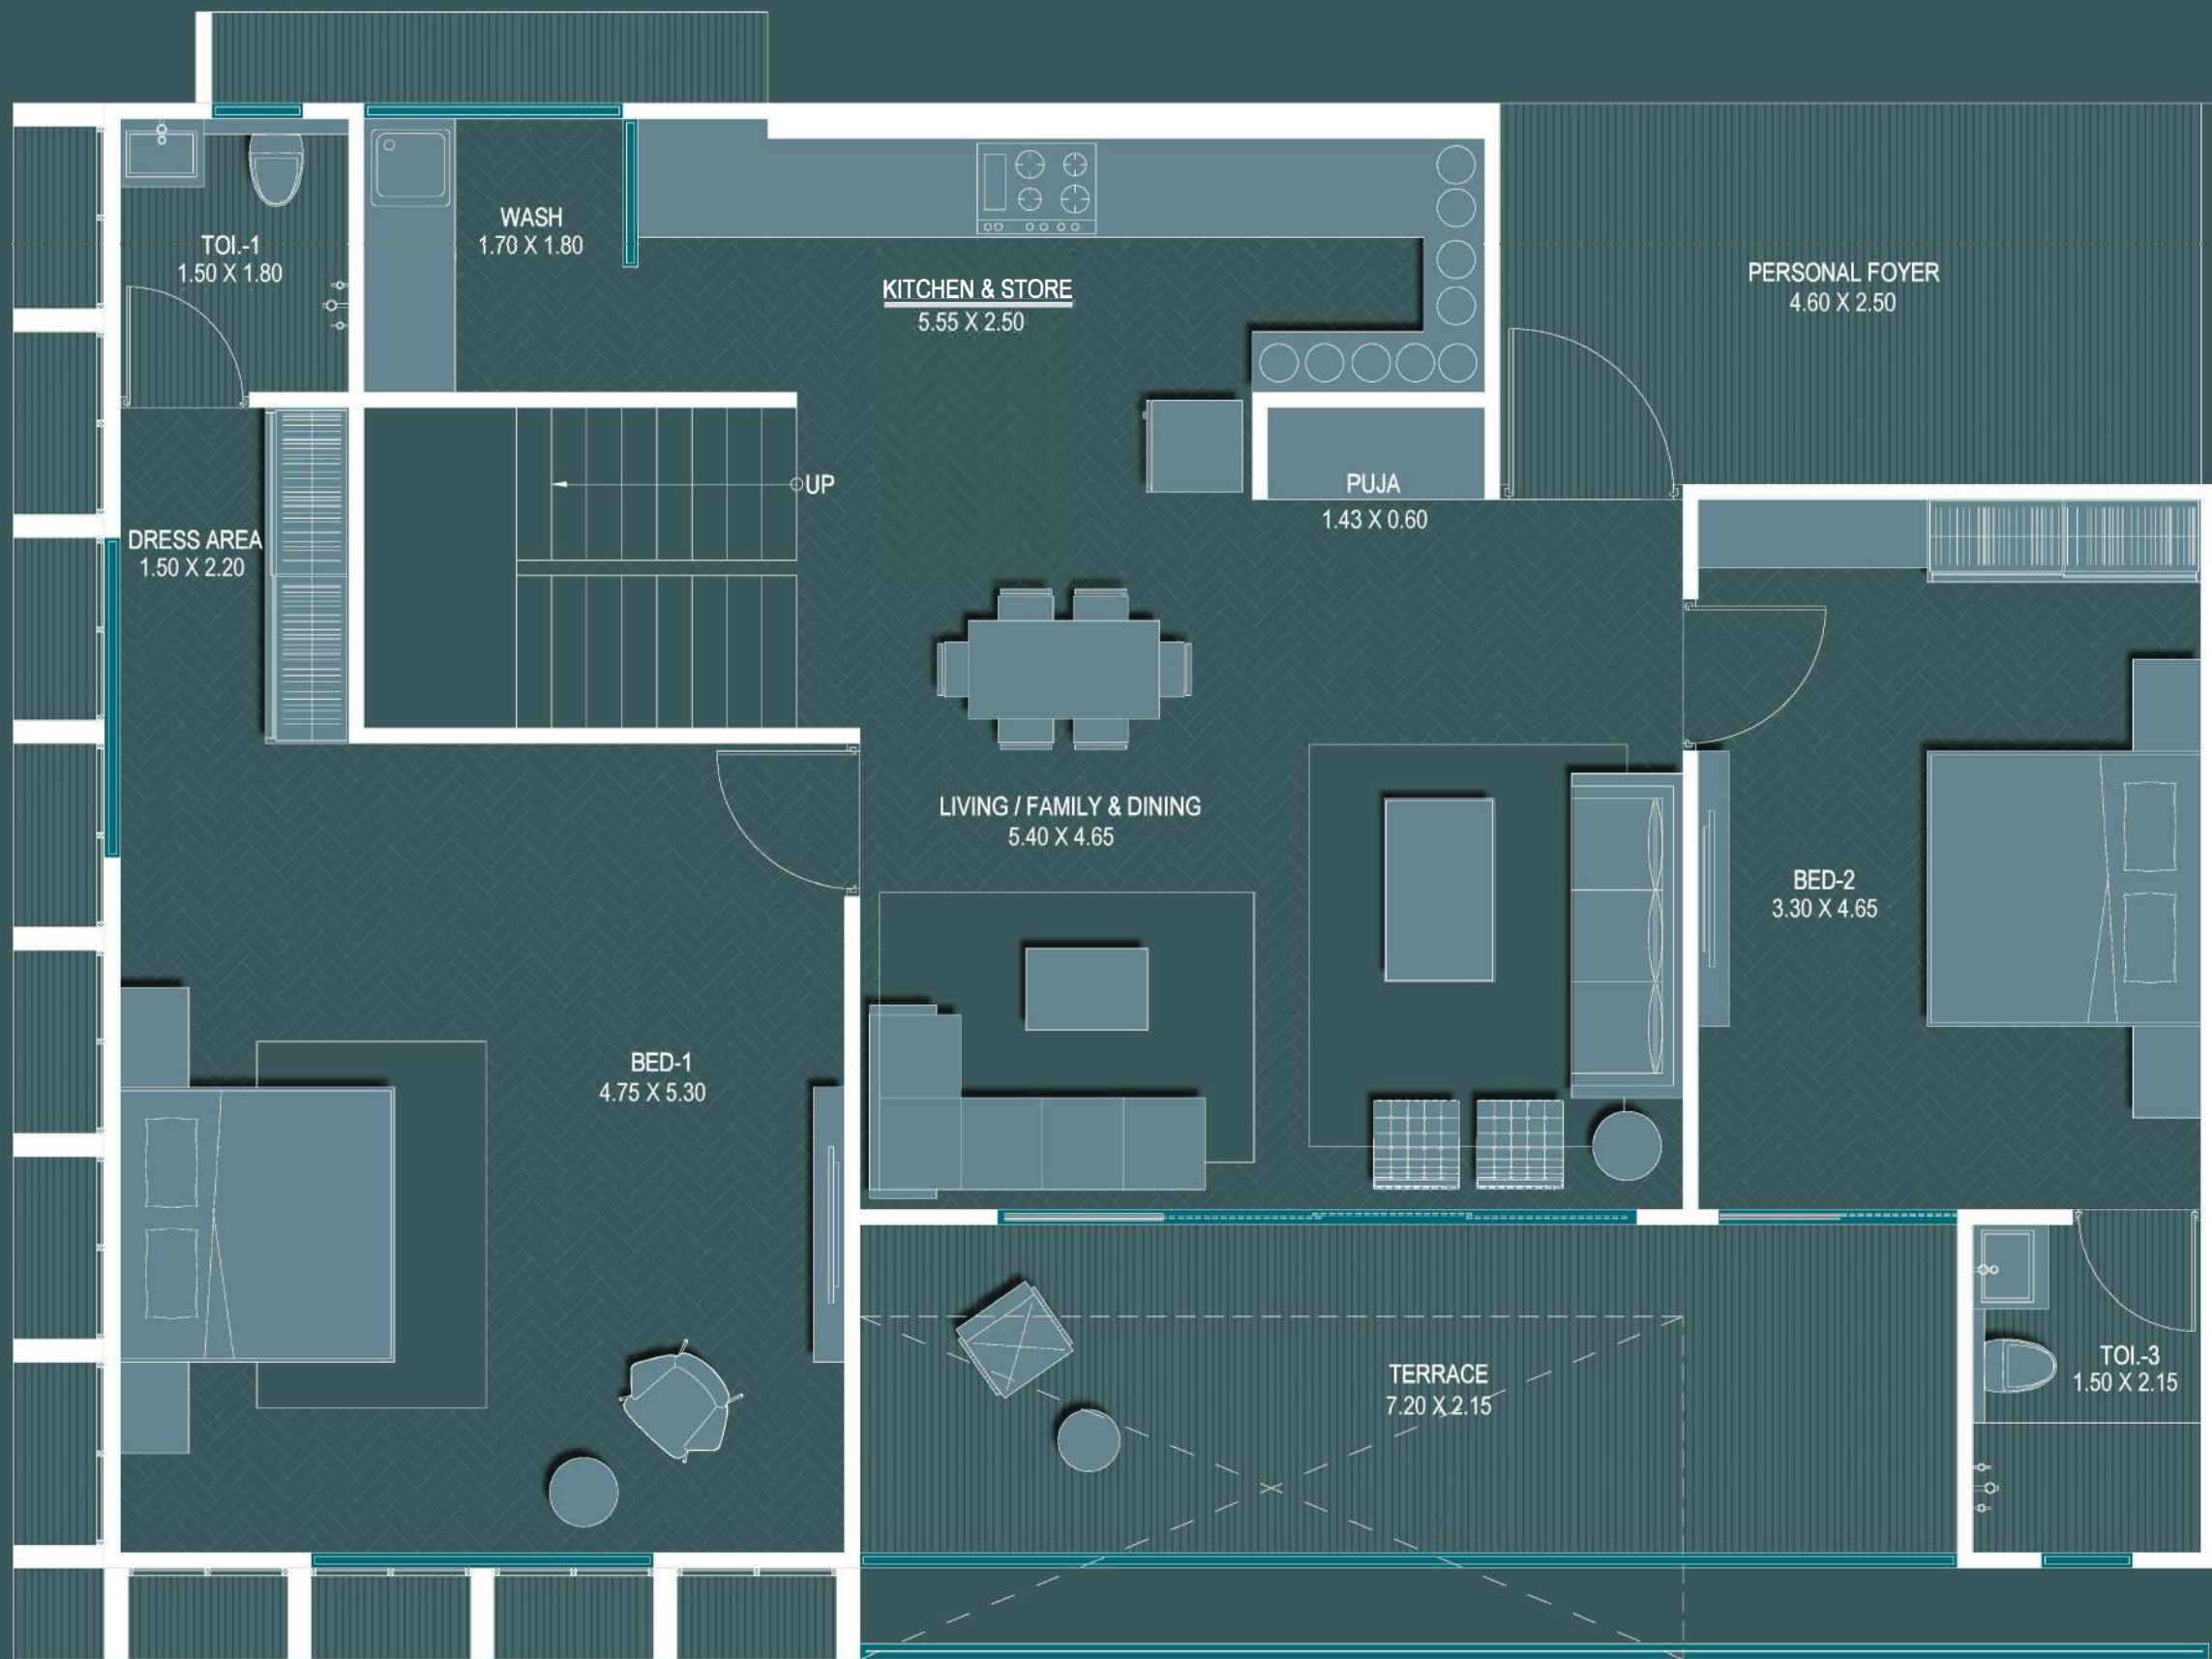 TOI.-1
1.50 X 1.80
WASH
1.70 X 1.80
KITCHEN & STORE
5.55 X 2.50
PERSONAL FOYER
4.60 X 2.50
UP
PUJA
1.43 X 0.60
DRESS AREA
1.50 X 2.20
LIVING / FAMILY & DINING
5.40 X 4.65
BED-2
3.30 X 4.65
BED-1
4.75 X 5.30
TERRACE
7.20 X 2.15
TOI.-3
1.50 X 2.15